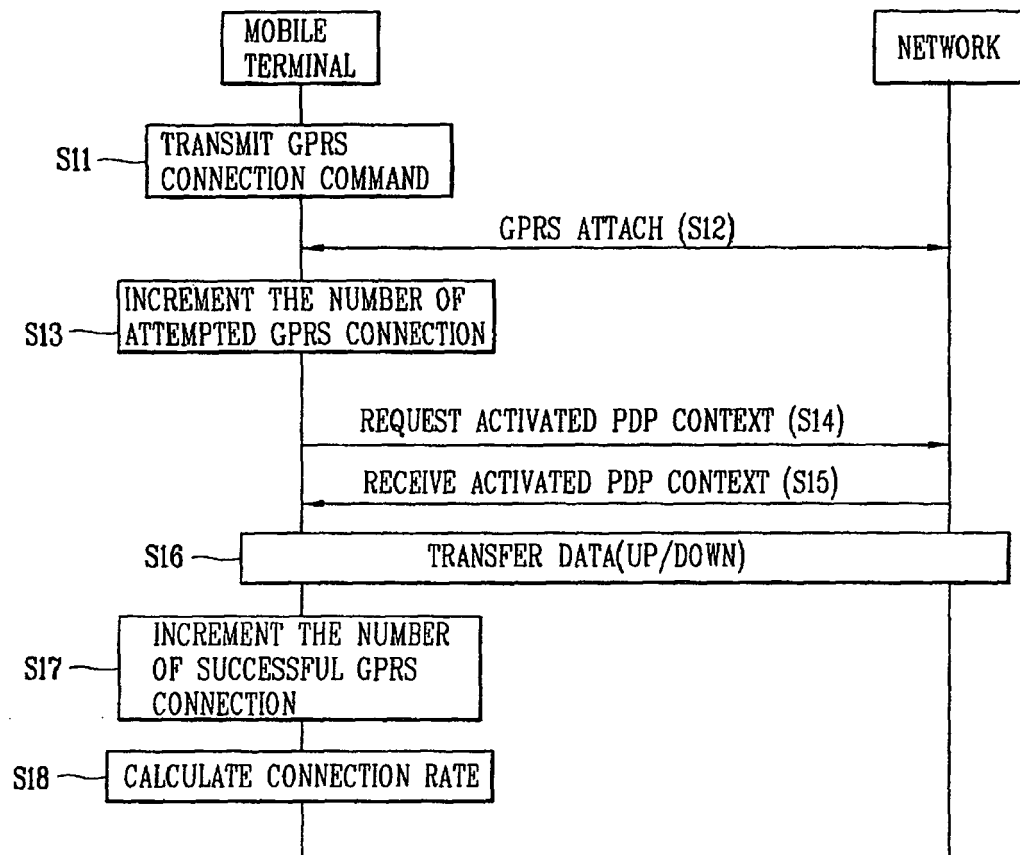 MOBILE
TERMINAL
NETWORK
S11
TRANSMIT GPRS
CONNECTION COMMAND
GPRS ATTACH (S12)
S13
INCREMENT THE NUMBER OF
ATTEMPTED GPRS CONNECTION
REQUEST ACTIVATED PDP CONTEXT (S14)
RECEIVE ACTIVATED PDP CONTEXT (S15)
S16
TRANSFER DATA(UP/DOWN)
S17
INCREMENT THE NUMBER
OF SUCCESSFUL GPRS
CONNECTION
S18
CALCULATE CONNECTION RATE